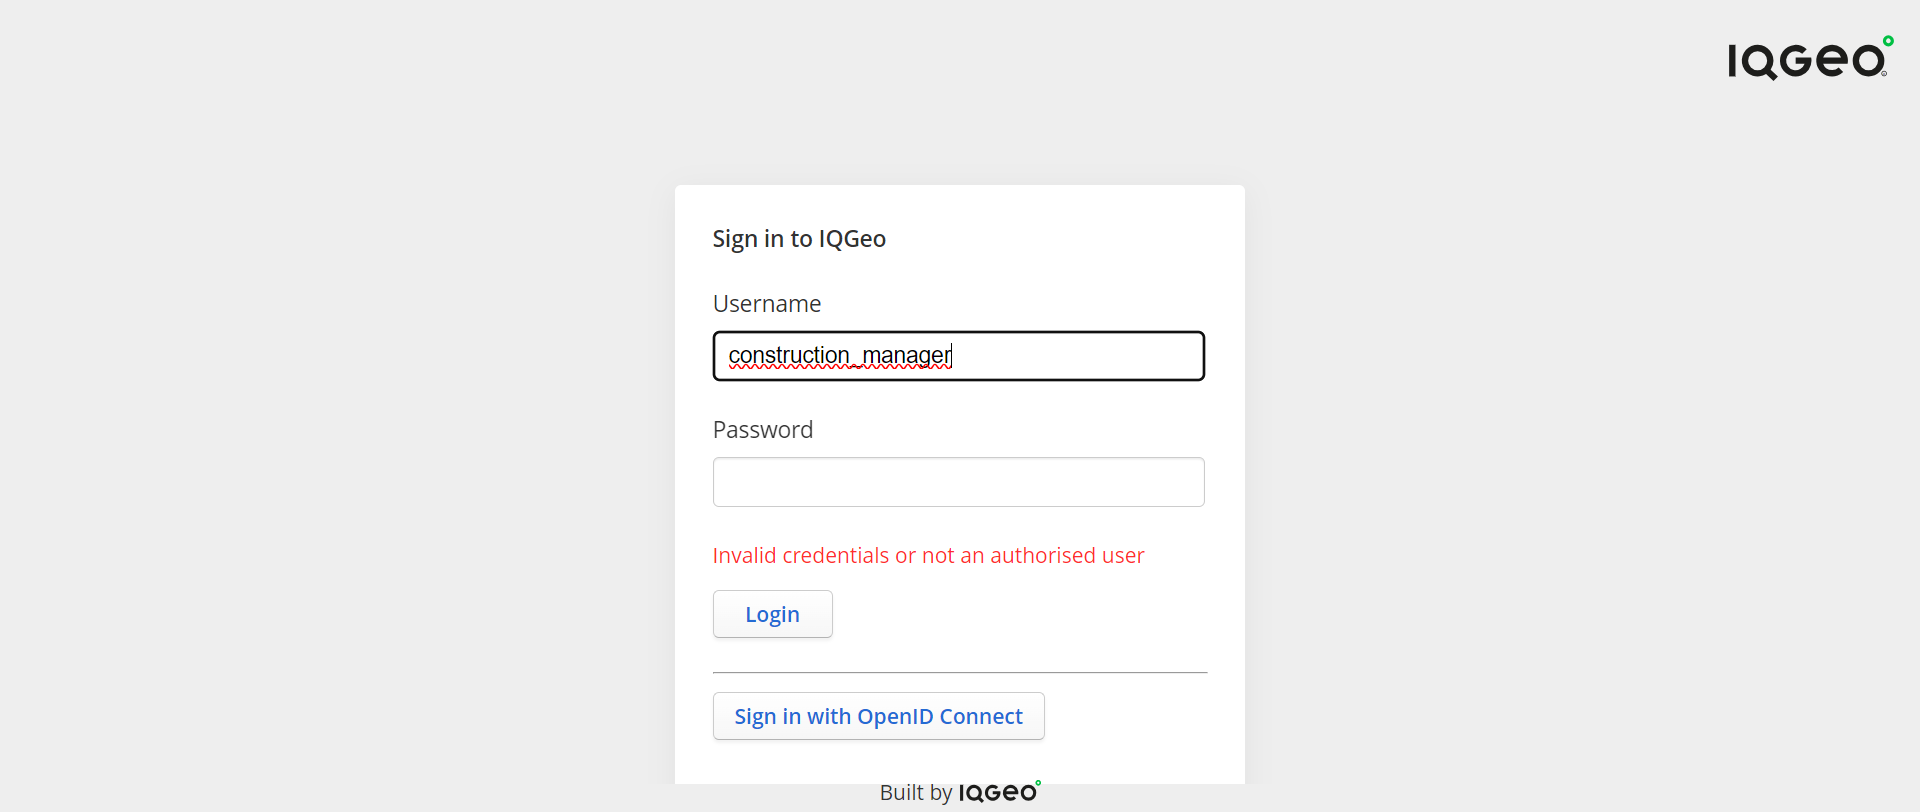 IQGeo
Sign in to IQGeo
Username
construction_manager
Password
Invalid credentials or not an authorised user
Login
Sign in with OpenID Connect
Built by IQGeo